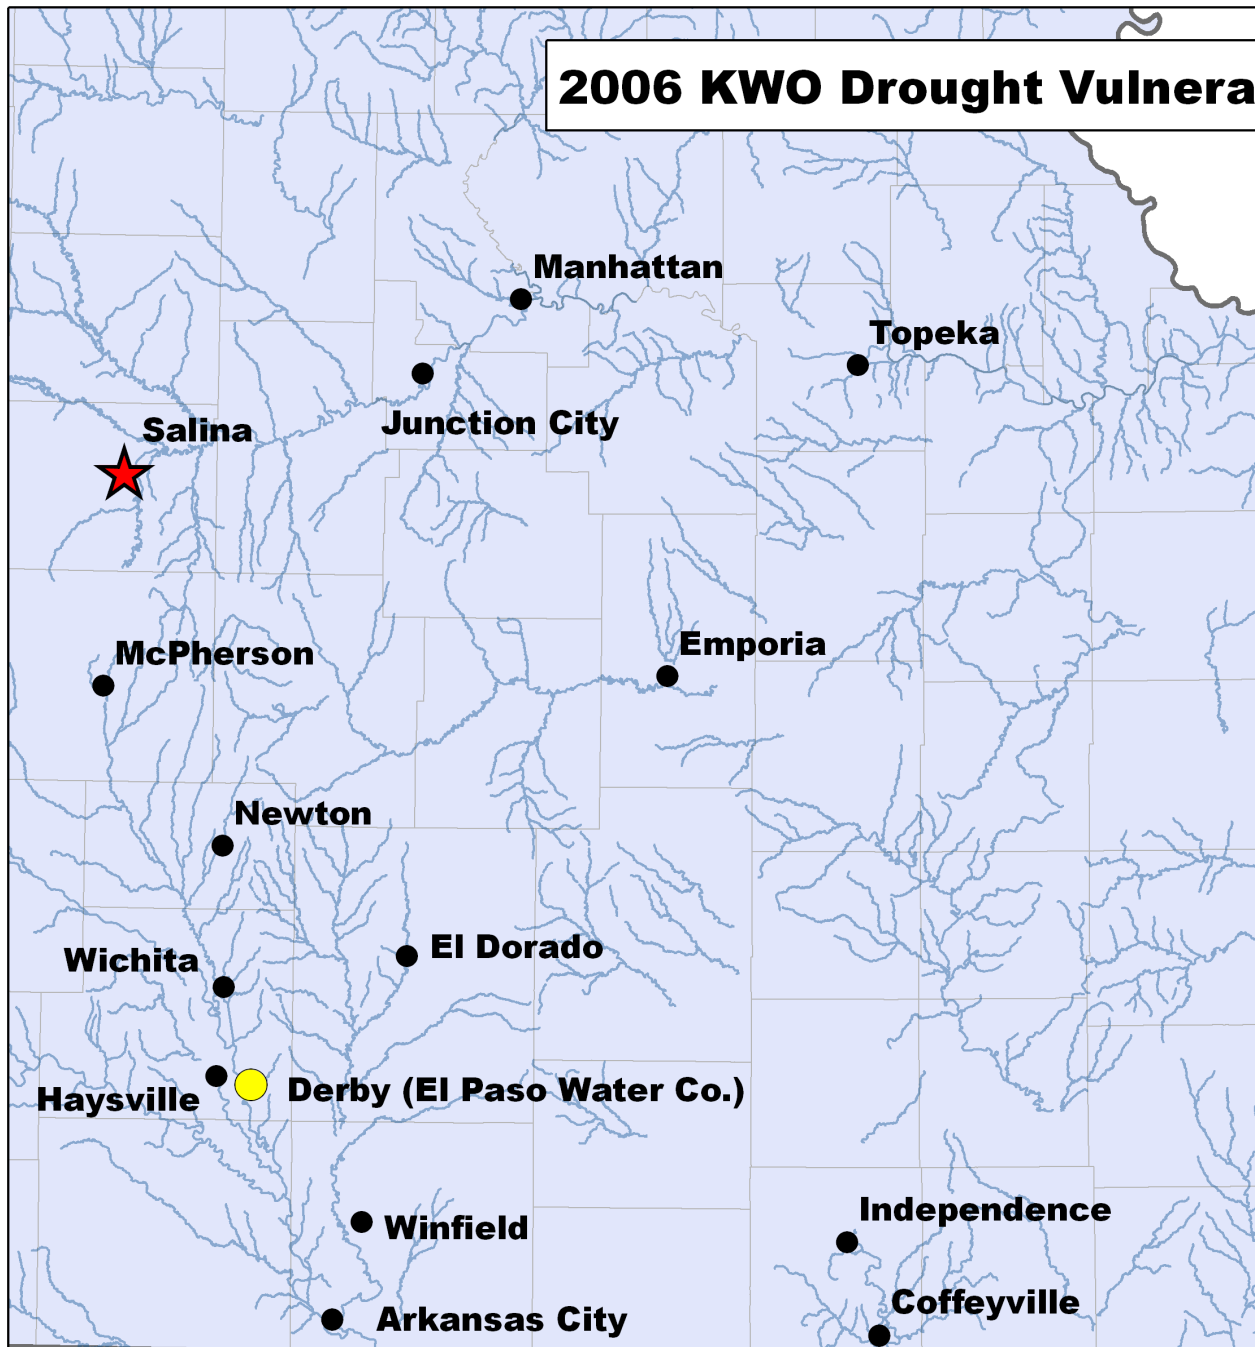 2006 KWO Drought Vulnera
Manhattan
Topeka
Junction City
Salina
Emporia
McPherson
Newton
El Dorado
Wichita
Derby (El Paso Water Co.)
Haysville
Independence
Winfield
Coffeyville
Arkansas City